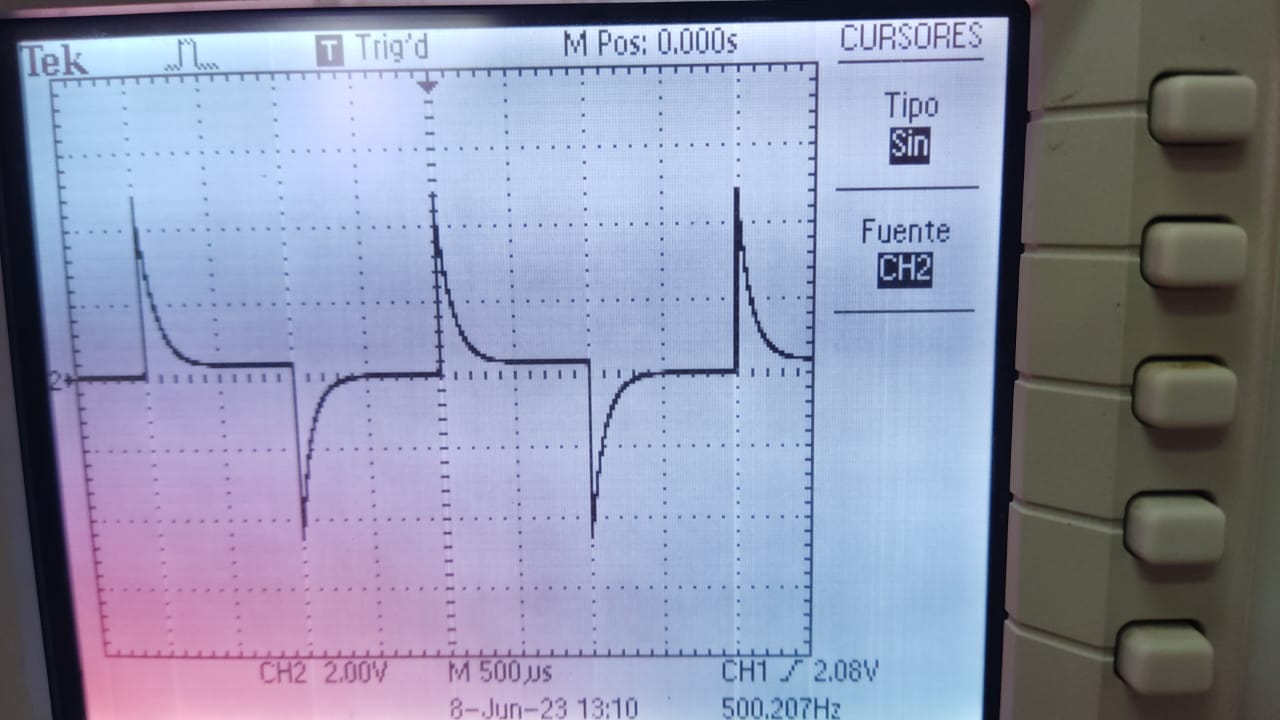 Tek T Trig'd M Pos: 0.000s CURSORES
Tipo
Sin
Fuente
CH2
2
CH2 2.00V M 500µs CH1 2.08V
8-Jun-23 13:10 500.207Hz